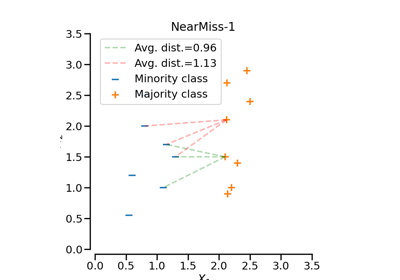 NearMiss-1
3.5
3.0
2.5
2.0
1.5
1.0
0.5
0.0
Avg. dist.=0.96
Avg. dist.=1.13
Minority class
Majority class
0.0 0.5 1.0 1.5 2.0 2.5 3.0 3.5